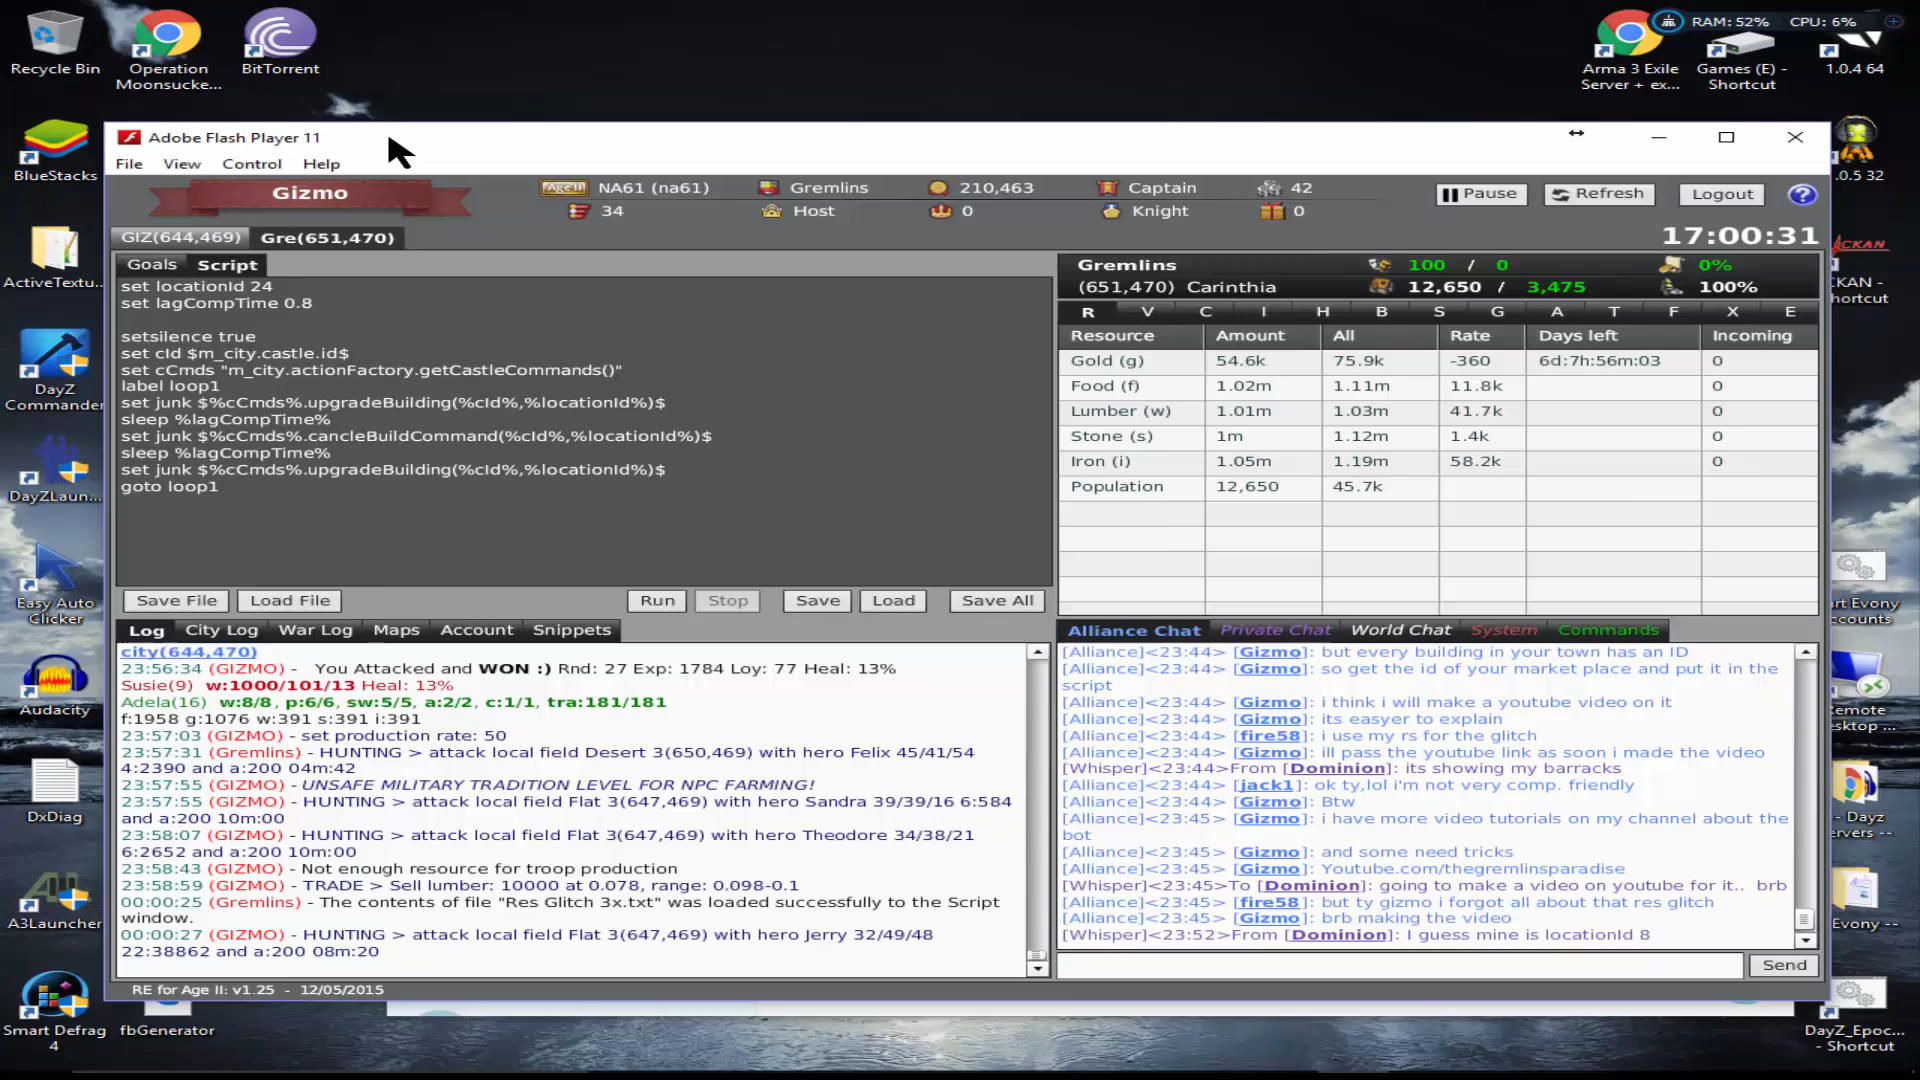 Recycle Bin
Operation
Moonsucke...
BitTorrent
Arma 3 Exile
Server + ex...
Games (E) -
Shortcut
RAM: 52% CPU: 6%
1.0.4 64
BlueStacks
.0.5 32
ActiveTextu...
CKAN -
hortcut
DayZ
Commander
DayZLaun...
Easy Auto
Clicker
rt Evony
ccounts
Audacity
emote
esktop ...
DxDiag
- Dayz
ervers --
A3Launcher
Evony --
Smart Defrag
4
fbGenerator
DayZ_Epoc...
- Shortcut
Adobe Flash Player 11
File View Control Help
Gizmo
Age II NA61 (na61) Gremlins 210,463 Captain 42
34 Host 0 Knight 0
Pause Refresh Logout ?
GIZ(644,469) Gre(651,470)
17:00:31
Goals Script
set locationId 24
set lagCompTime 0.8
setsilence true
set cId $m_city.castle.id$
set cCmds "m_city.actionFactory.getCastleCommands()"
label loop1
set junk $%cCmds%.upgradeBuilding(%cId%,%locationId%)$
sleep %lagCompTime%
set junk $%cCmds%.cancleBuildCommand(%cId%,%locationId%)$
sleep %lagCompTime%
set junk $%cCmds%.upgradeBuilding(%cId%,%locationId%)$
goto loop1
Save File Load File Run Stop Save Load Save All
Gremlins 100 / 0 0%
(651,470) Carinthia 12,650 / 3,475 100%
R V C I H B S G A T F X E
Resource Amount All Rate Days left Incoming
Gold (g) 54.6k 75.9k -360 6d:7h:56m:03 0
Food (f) 1.02m 1.11m 11.8k 0
Lumber (w) 1.01m 1.03m 41.7k 0
Stone (s) 1m 1.12m 1.4k 0
Iron (i) 1.05m 1.19m 58.2k 0
Population 12,650 45.7k
Log City Log War Log Maps Account Snippets
city(644,470)
23:56:34 (GIZMO) - You Attacked and WON :) Rnd: 27 Exp: 1784 Loy: 77 Heal: 13%
Susie(9) w:1000/101/13 Heal: 13%
Adela(16) w:8/8, p:6/6, sw:5/5, a:2/2, c:1/1, tra:181/181
f:1958 g:1076 w:391 s:391 i:391
23:57:03 (GIZMO) - set production rate: 50
23:57:31 (Gremlins) - HUNTING > attack local field Desert 3(650,469) with hero Felix 45/41/54
4:2390 and a:200 04m:42
23:57:55 (GIZMO) - UNSAFE MILITARY TRADITION LEVEL FOR NPC FARMING!
23:57:55 (GIZMO) - HUNTING > attack local field Flat 3(647,469) with hero Sandra 39/39/16 6:584
and a:200 10m:00
23:58:07 (GIZMO) - HUNTING > attack local field Flat 3(647,469) with hero Theodore 34/38/21
6:2652 and a:200 10m:00
23:58:43 (GIZMO) - Not enough resource for troop production
23:58:59 (GIZMO) - TRADE > Sell lumber: 10000 at 0.078, range: 0.098-0.1
00:00:25 (Gremlins) - The contents of file "Res Glitch 3x.txt" was loaded successfully to the Script
window.
00:00:27 (GIZMO) - HUNTING > attack local field Flat 3(647,469) with hero Jerry 32/49/48
22:38862 and a:200 08m:20
Alliance Chat Private Chat World Chat System Commands
[Alliance]<23:44> [Gizmo]: but every building in your town has an ID
[Alliance]<23:44> [Gizmo]: so get the id of your market place and put it in the
script
[Alliance]<23:44> [Gizmo]: i think i will make a youtube video on it
[Alliance]<23:44> [Gizmo]: its easyer to explain
[Alliance]<23:44> [fire58]: i use my rs for the glitch
[Alliance]<23:44> [Gizmo]: ill pass the youtube link as soon i made the video
[Whisper]<23:44>From [Dominion]: its showing my barracks
[Alliance]<23:44> [jack1]: ok ty,lol i'm not very comp. friendly
[Alliance]<23:44> [Gizmo]: Btw
[Alliance]<23:45> [Gizmo]: i have more video tutorials on my channel about the
bot
[Alliance]<23:45> [Gizmo]: and some need tricks
[Alliance]<23:45> [Gizmo]: Youtube.com/thegremlinsparadise
[Whisper]<23:45>To [Dominion]: going to make a video on youtube for it.. brb
[Alliance]<23:45> [fire58]: but ty gizmo i forgot all about that res glitch
[Alliance]<23:45> [Gizmo]: brb making the video
[Whisper]<23:52>From [Dominion]: I guess mine is locationId 8
Send
RE for Age II: v1.25 - 12/05/2015